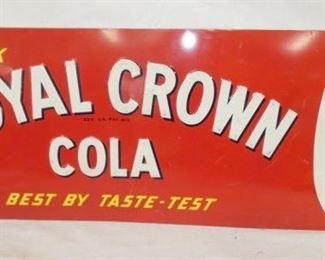 K
OYAL CROWN
COLA
BEST BY TASTE-TEST